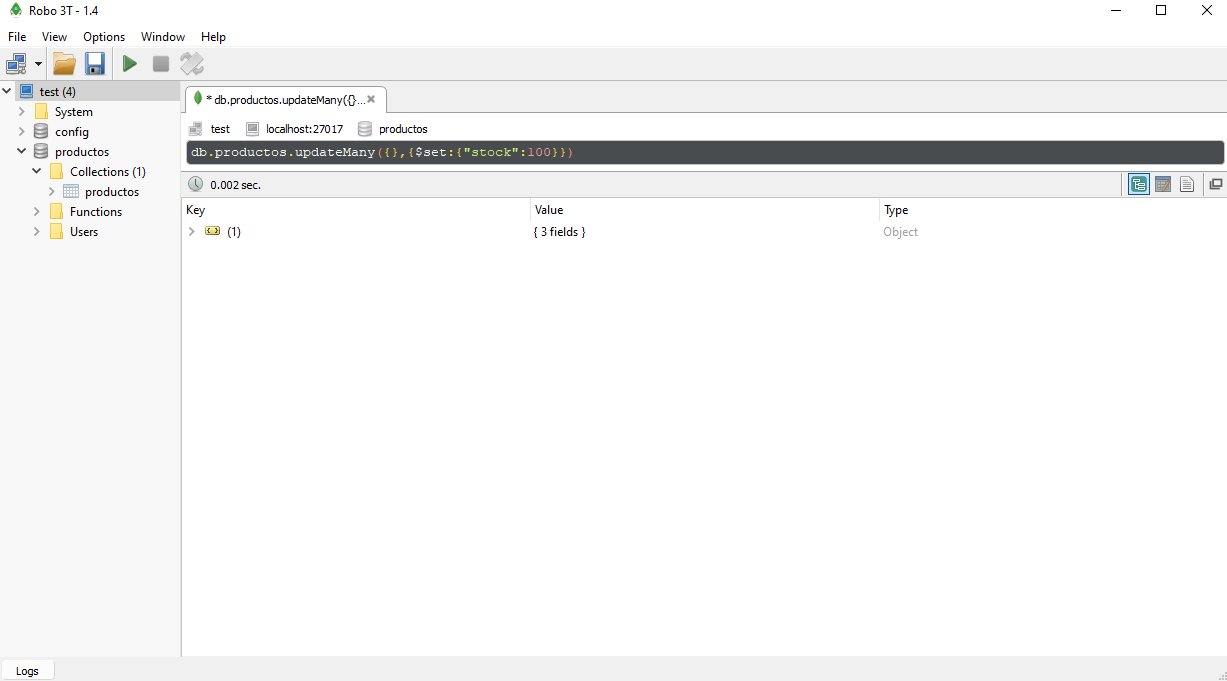 Robo 3T - 1.4
File View Options Window Help
test (4)
System
config
productos
Collections (1)
productos
Functions
Users
* db.productos.updateMany({}...
test localhost:27017 productos
db.productos.updateMany({},{$set:{"stock":100}})
0.002 sec.
Key Value Type
(1) { 3 fields } Object
Logs